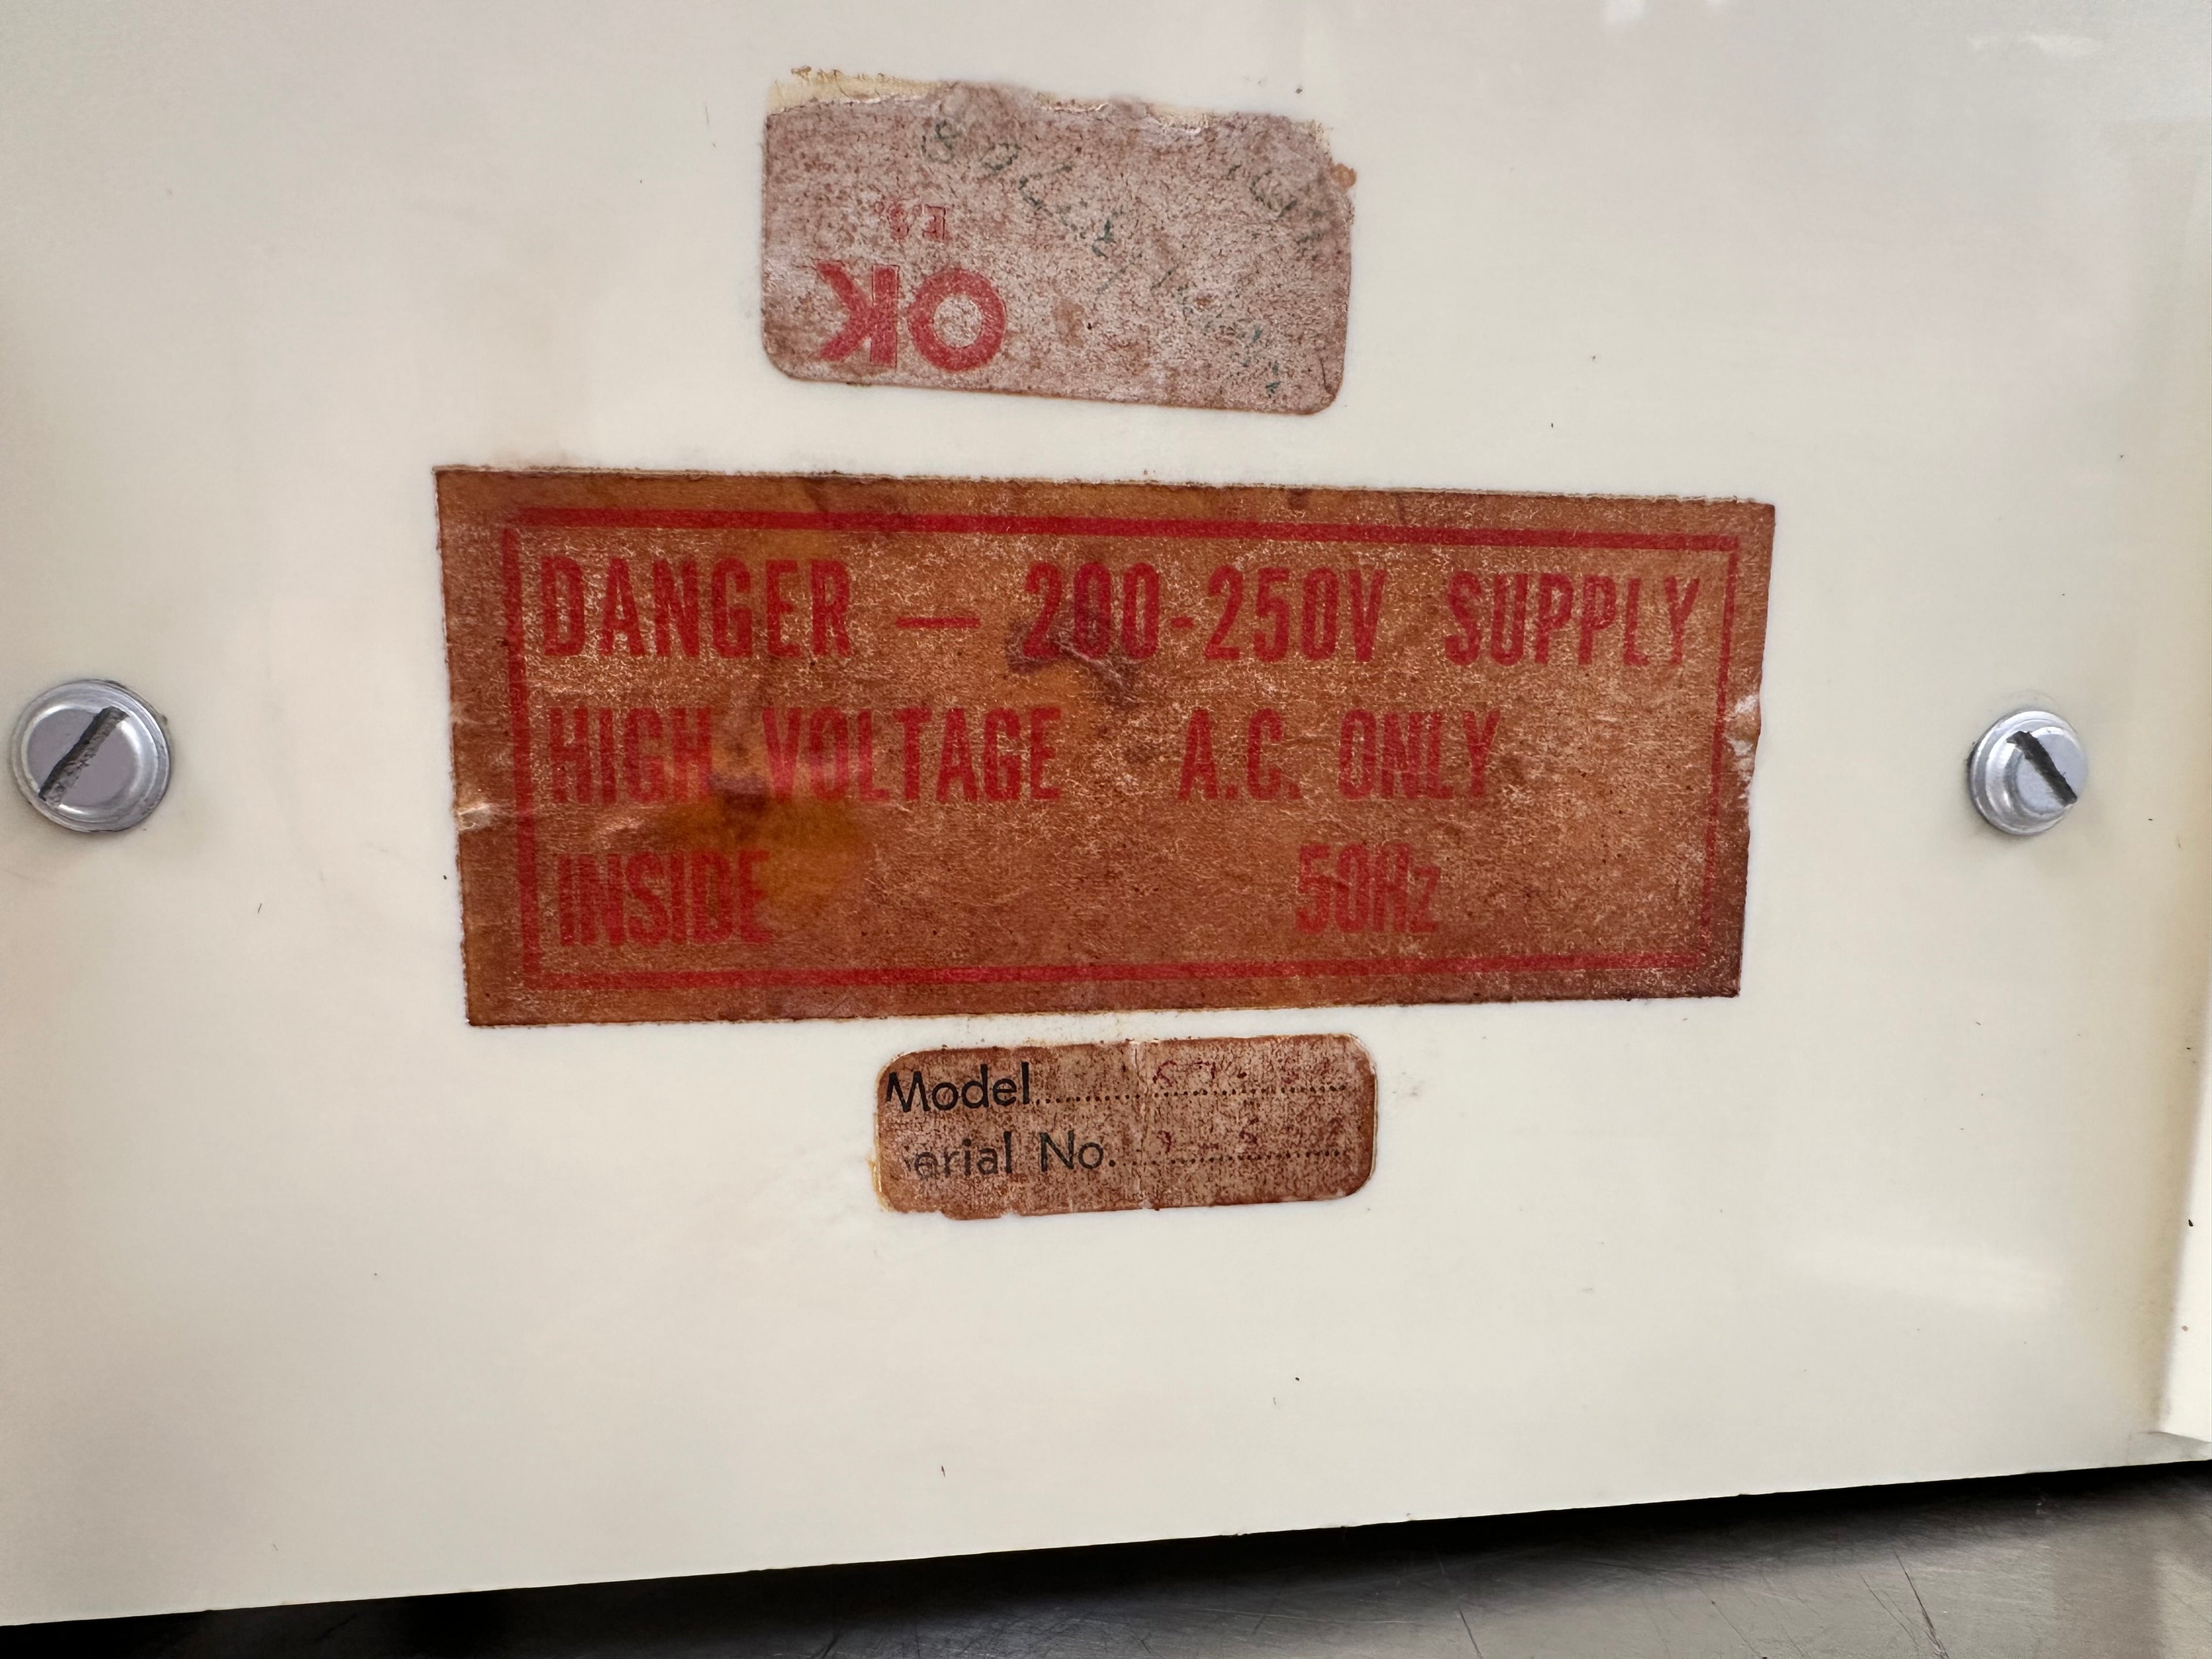 OK
E.S.
DANGER — 200-250V SUPPLY
HIGH VOLTAGE A.C. ONLY
INSIDE 50Hz
Model
erial No.